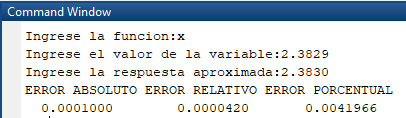 Command Window
Ingrese la funcion:x
Ingrese el valor de la variable:2.3829
Ingrese la respuesta aproximada:2.3830
ERROR ABSOLUTO ERROR RELATIVO ERROR PORCENTUAL
0.0001000 0.0000420 0.0041966